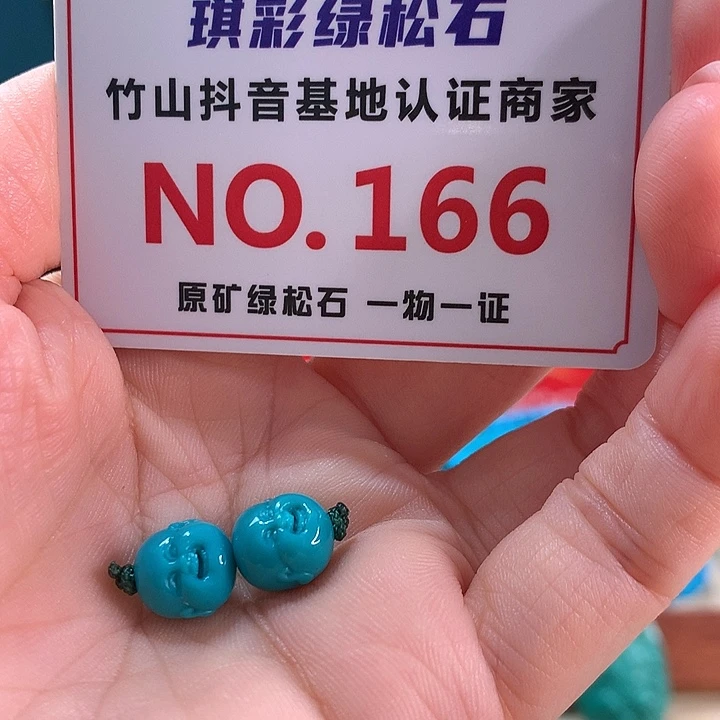 琪彩绿松石
竹山抖音基地认证商家
NO.166
原矿绿松石 一物一证